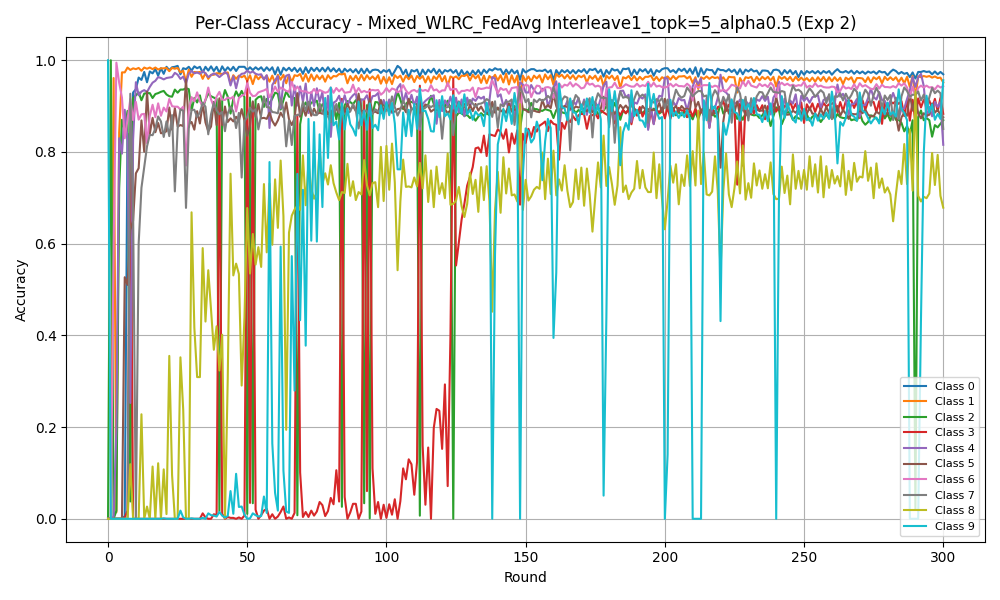 Per-Class Accuracy - Mixed_WLRC_FedAvg Interleave1_topk=5_alpha0.5 (Exp 2)
Accuracy
1.0
0.8
0.6
0.4
0.2
0.0
Class 0
Class 1
Class 2
Class 3
Class 4
Class 5
Class 6
Class 7
Class 8
Class 9
0 50 100 150 200 250 300
Round